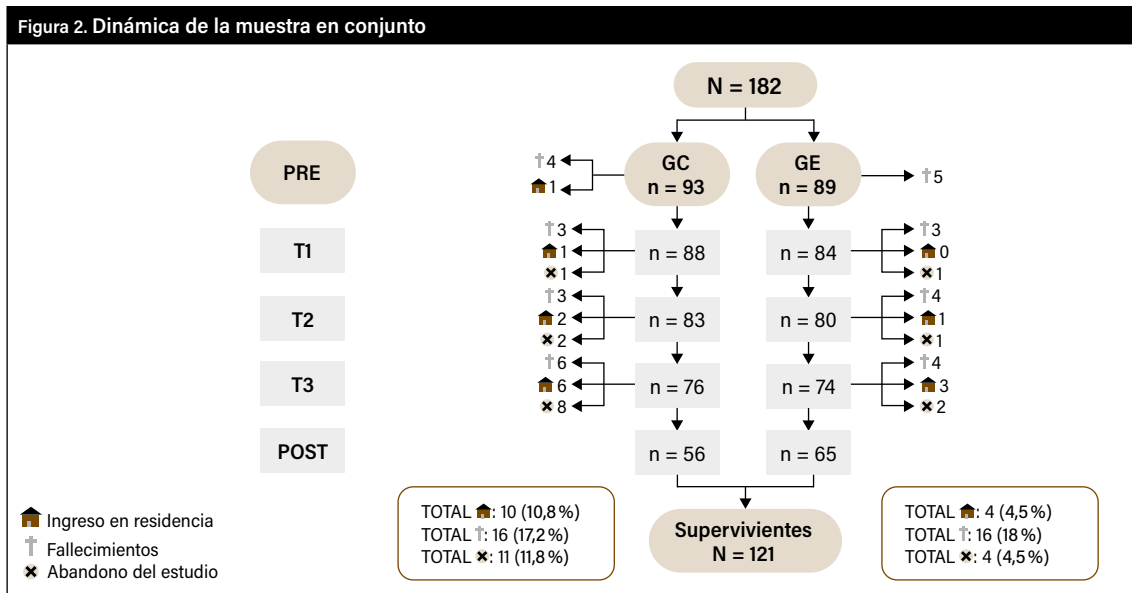 Figura 2. Dinámica de la muestra en conjunto
N = 182
PRE
†4
1
GC
n = 93
GE
n = 89
†5
T1
†3
1
✖1
n = 88
n = 84
†3
0
✖1
T2
†3
2
✖2
n = 83
n = 80
†4
1
✖1
T3
†6
6
✖8
n = 76
n = 74
†4
3
✖2
POST
n = 56
n = 65
Ingreso en residencia
† Fallecimientos
✖ Abandono del estudio
TOTAL : 10 (10,8 %)
TOTAL †: 16 (17,2 %)
TOTAL ✖: 11 (11,8 %)
Supervivientes
N = 121
TOTAL : 4 (4,5 %)
TOTAL †: 16 (18 %)
TOTAL ✖: 4 (4,5 %)